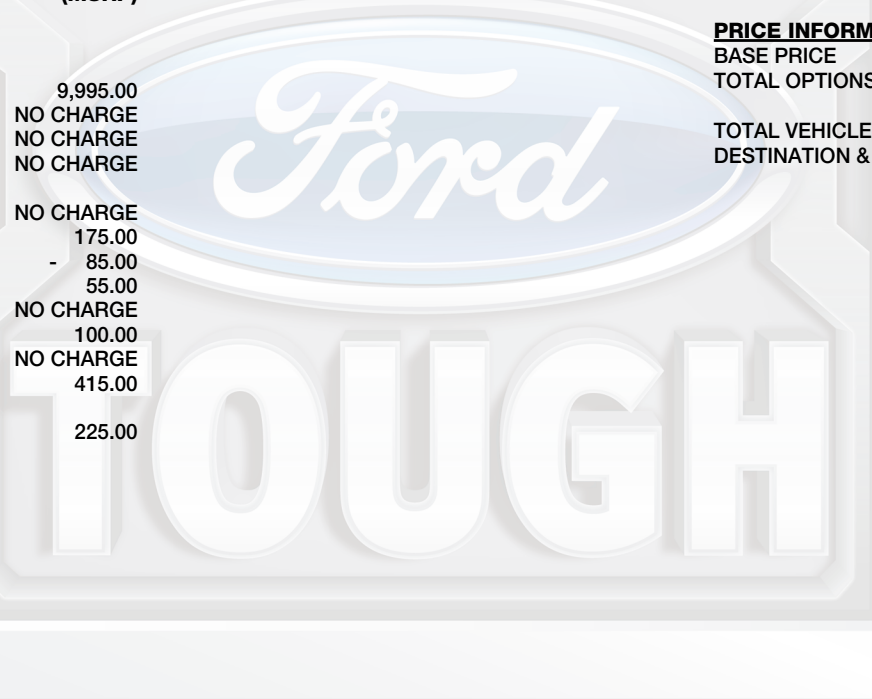 PRICE INFORM
BASE PRICE
TOTAL OPTIONS
TOTAL VEHICLE
DESTINATION &
9,995.00
NO CHARGE
NO CHARGE
NO CHARGE
NO CHARGE
175.00
- 85.00
55.00
NO CHARGE
100.00
NO CHARGE
415.00
225.00
Ford
TOUGH